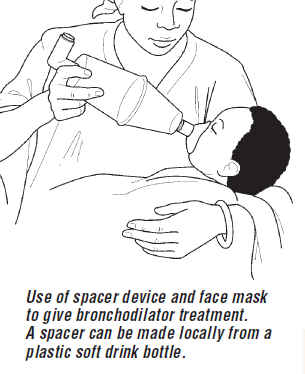 Use of spacer device and face mask
to give bronchodilator treatment.
A spacer can be made locally from a
plastic soft drink bottle.